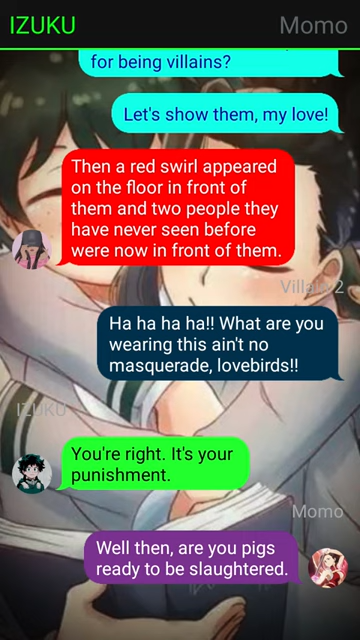 IZUKU Momo
for being villains?
Let's show them, my love!
Then a red swirl appeared
on the floor in front of
them and two people they
have never seen before
were now in front of them.
Villain 2
Ha ha ha ha!! What are you
wearing this ain't no
masquerade, lovebirds!!
IZUKU
You're right. It's your
punishment.
Momo
Well then, are you pigs
ready to be slaughtered.